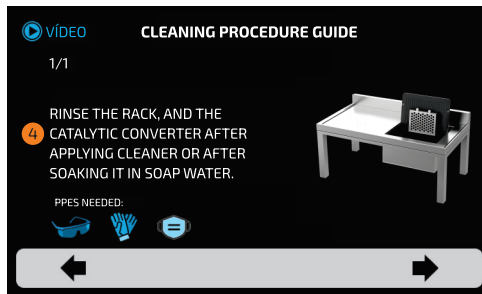 VÍDEO
CLEANING PROCEDURE GUIDE
1/1
4
RINSE THE RACK, AND THE
CATALYTIC CONVERTER AFTER
APPLYING CLEANER OR AFTER
SOAKING IT IN SOAP WATER.
PPES NEEDED: